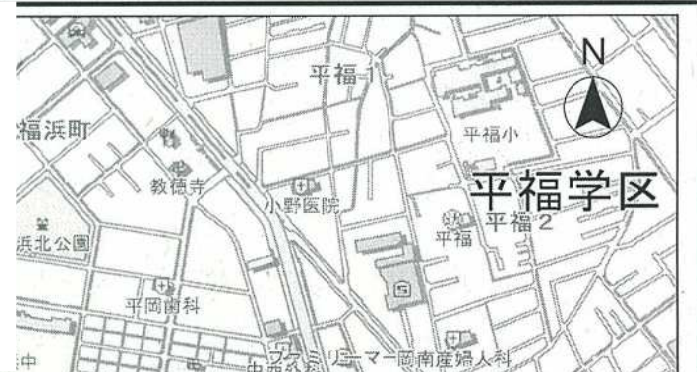 平福 1
N
福浜町
平福小
教徳寺
平福学区
小野医院
平福 2
平福
浜北公園
平岡歯科
ファミリーマー
岡南産婦人科
中